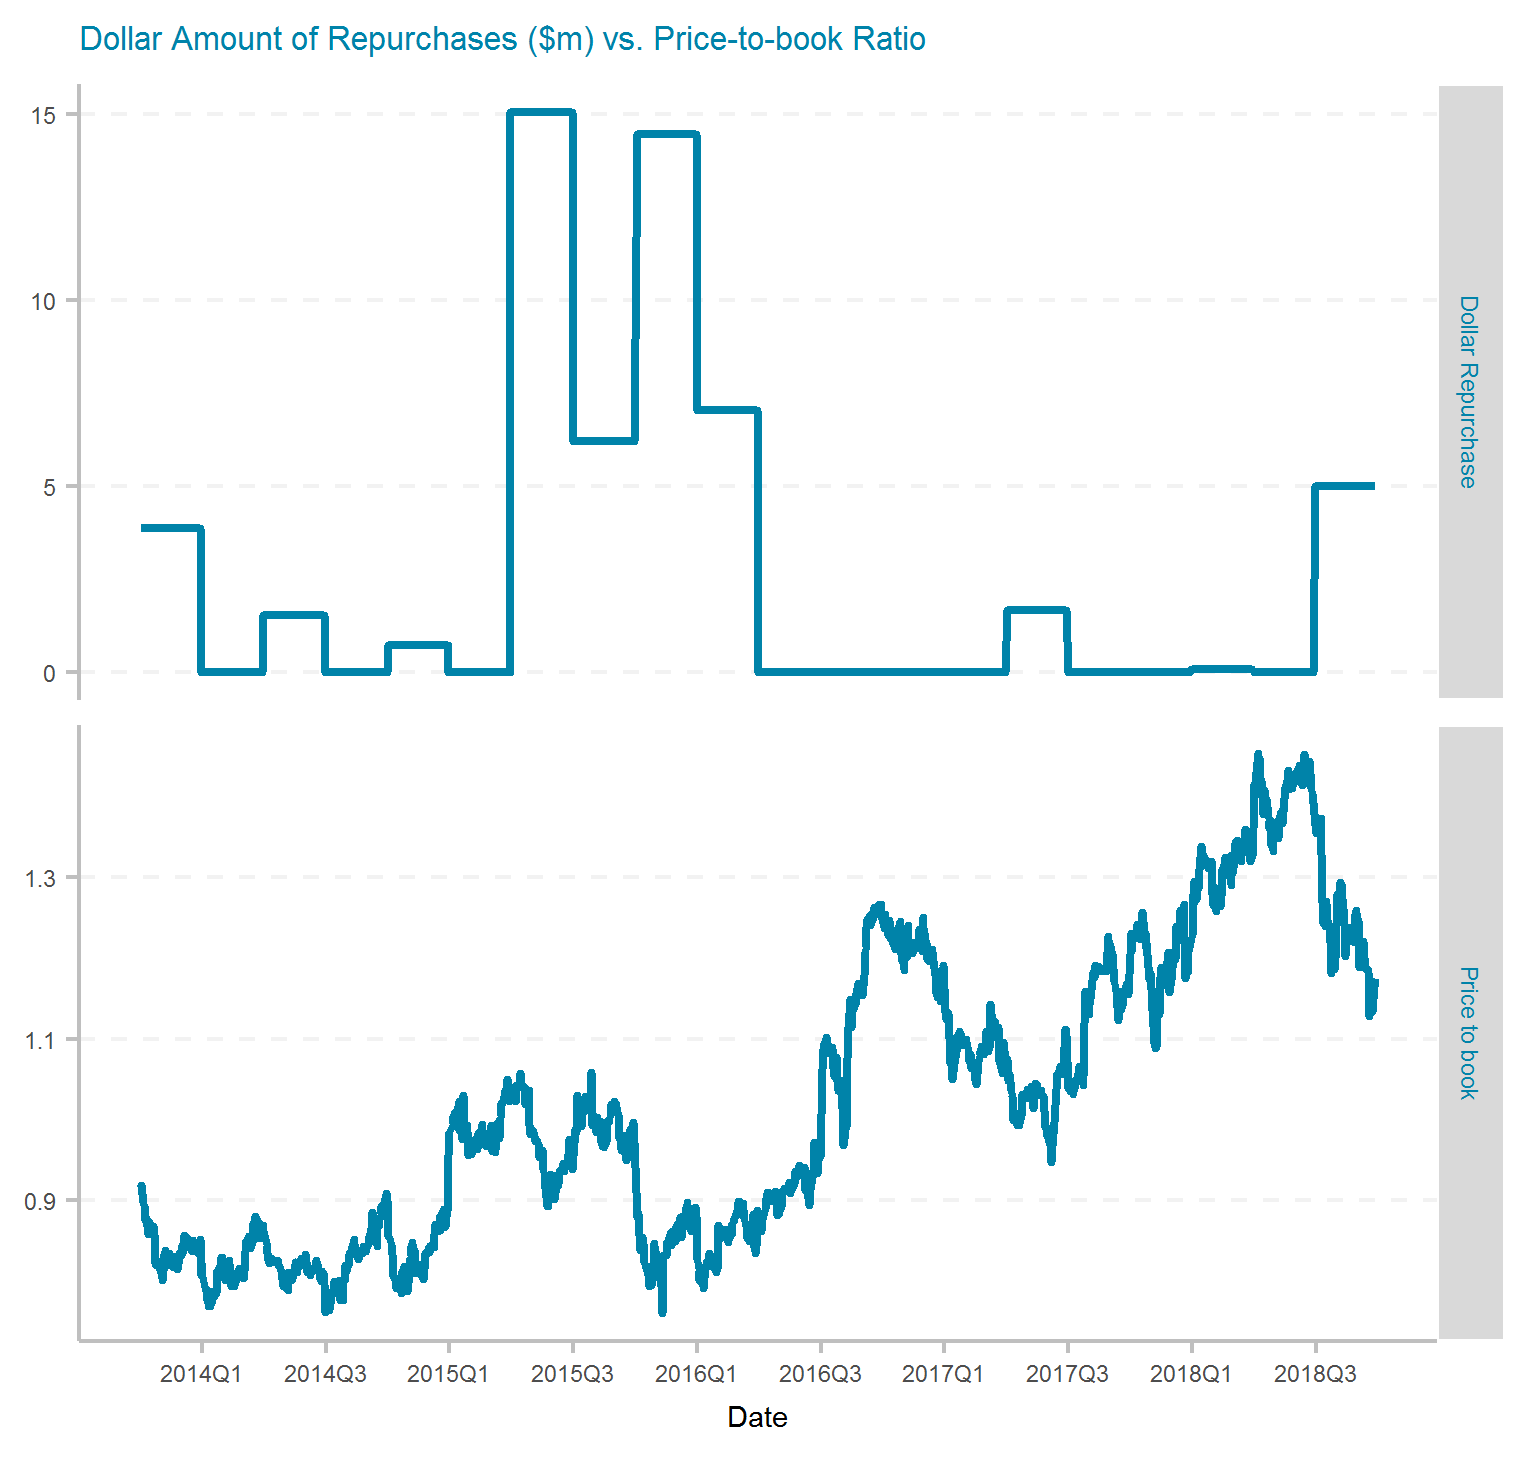 Dollar Amount of Repurchases ($m) vs. Price-to-book Ratio
15
10
5
0
Dollar Repurchase
1.3
1.1
0.9
Price to book
2014Q1 2014Q3 2015Q1 2015Q3 2016Q1 2016Q3 2017Q1 2017Q3 2018Q1 2018Q3
Date